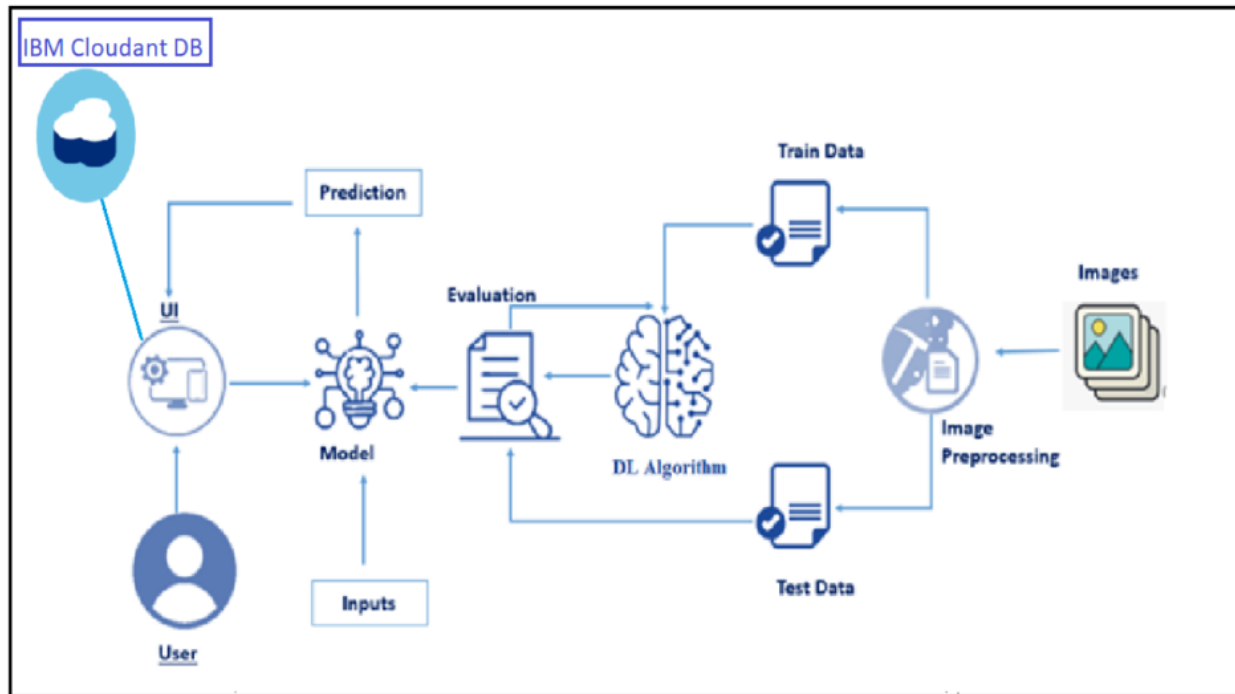 IBM Cloudant DB
Train Data
Prediction
Images
Evaluation
UI
Image
Preprocessing
Model
DL Algorithm
Test Data
Inputs
User